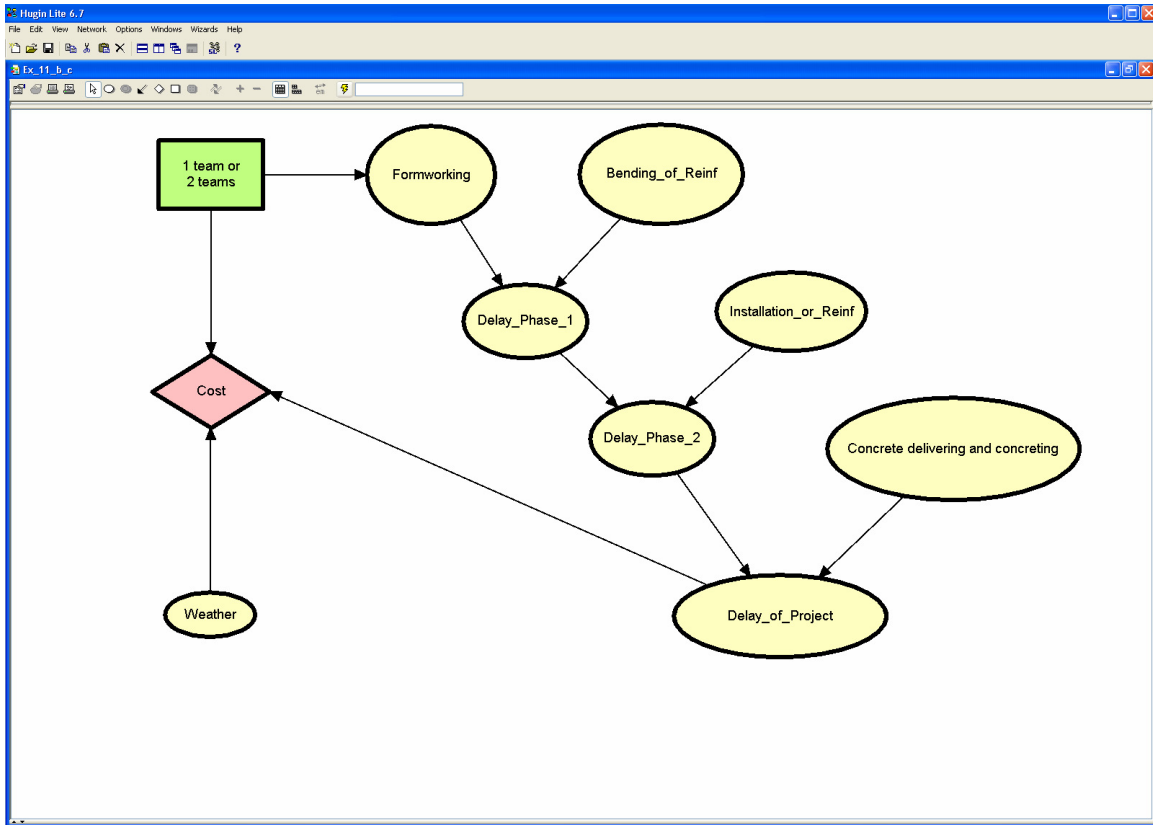 Hugin Lite 6.7
File Edit View Network Options Windows Wizards Help
Ex_11_b_c
1 team or
2 teams
Formworking
Bending_of_Reinf
Delay_Phase_1
Installation_or_Reinf
Cost
Delay_Phase_2
Concrete delivering and concreting
Weather
Delay_of_Project